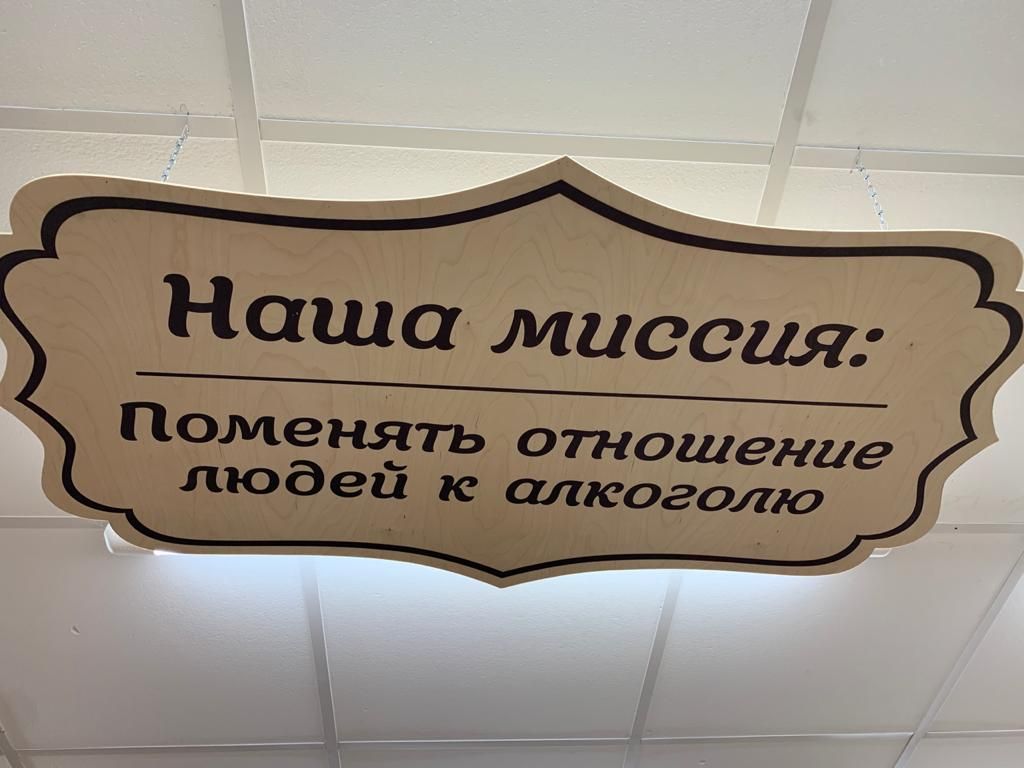 Наша миссия:
Поменять отношение
людей к алкоголю